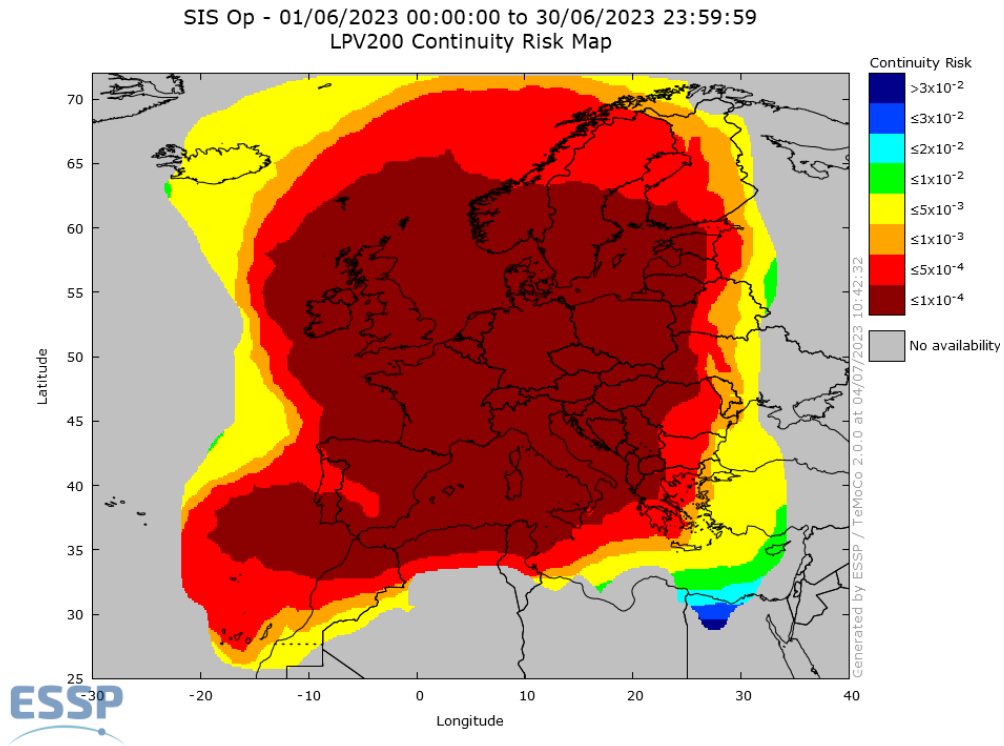 SIS Op - 01/06/2023 00:00:00 to 30/06/2023 23:59:59
LPV200 Continuity Risk Map
Continuity Risk
>3x10-2
≤3x10-2
≤2x10-2
≤1x10-2
≤5x10-3
≤1x10-3
≤5x10-4
≤1x10-4
No availability
70
65
60
55
50
45
40
35
30
25
Latitude
-30
-20
-10
0
10
20
30
40
Longitude
Generated by ESSP / TeMoCo 2.0.0 at 04/07/2023 10:42:32
ESSP